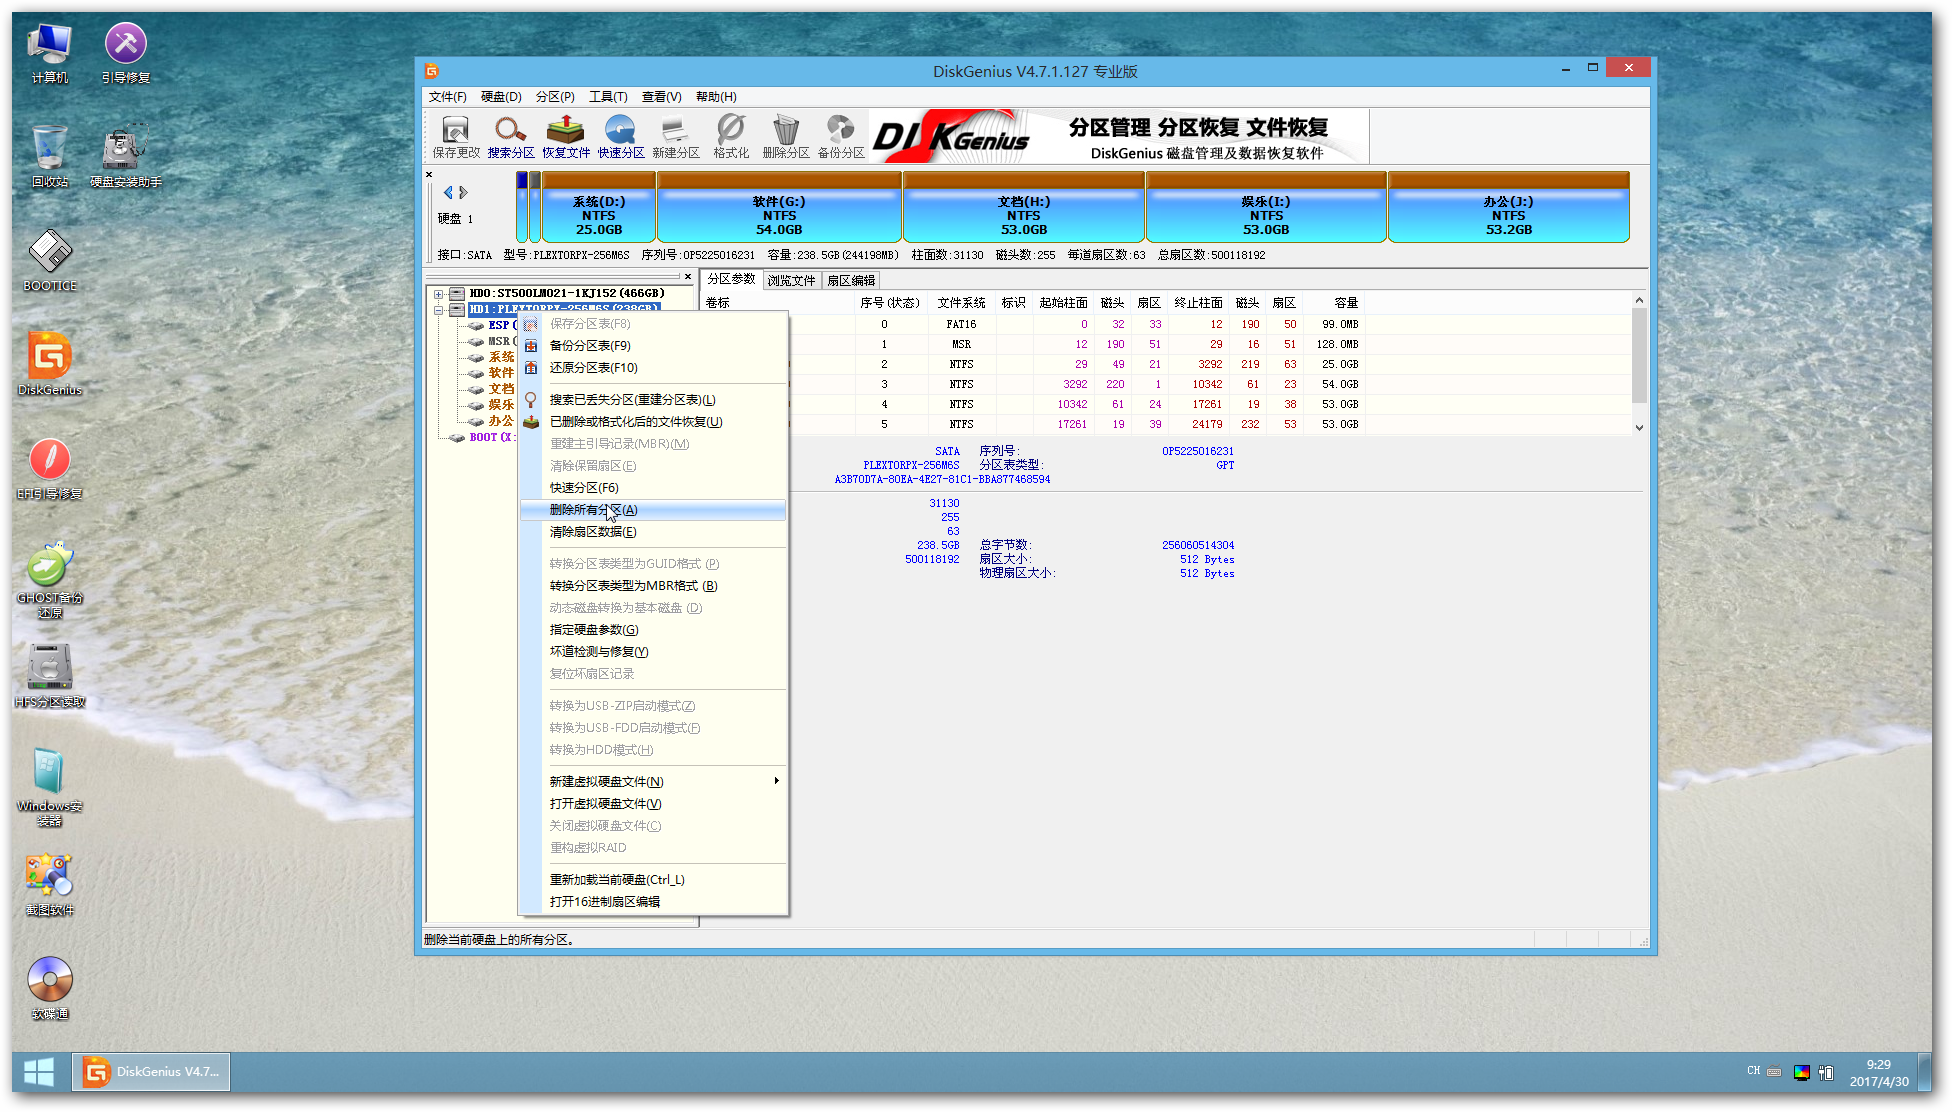 计算机
引导修复
回收站
硬盘安装助手
BOOTICE
DiskGenius
EFI引导修复
GHOST备份
还原
HFS分区读取
Windows安
装器
截图软件
软碟通
DiskGenius V4.7.1.127 专业版
文件(F) 硬盘(D) 分区(P) 工具(T) 查看(V) 帮助(H)
保存更改 搜索分区 恢复文件 快速分区 新建分区 格式化 删除分区 备份分区
DISKGENIUS
分区管理 分区恢复 文件恢复
DiskGenius 磁盘管理及数据恢复软件
硬盘 1
系统(D:) 软件(G:) 文档(H:) 娱乐(I:) 办公(J:)
NTFS NTFS NTFS NTFS NTFS
25.0GB 54.0GB 53.0GB 53.0GB 53.2GB
接口:SATA 型号:PLEXTORPX-256M6S 序列号:0P5225016231 容量:238.5GB(244198MB) 柱面数:31130 磁头数:255 每道扇区数:63 总扇区数:500118192
HD0:ST500LM021-1KJ152(466GB)
HD1:PLEXTORPX-256M6S(238GB)
ESP(
MSR(
系统
软件
文档
娱乐
办公
BOOT(X:
保存分区表(F8)
备份分区表(F9)
还原分区表(F10)
搜索已丢失分区(重建分区表)(L)
已删除或格式化后的文件恢复(U)
重建主引导记录(MBR)(M)
清除保留扇区(E)
快速分区(F6)
删除所有分区(A)
清除扇区数据(E)
转换分区表类型为GUID格式 (P)
转换分区表类型为MBR格式 (B)
动态磁盘转换为基本磁盘 (D)
指定硬盘参数(G)
坏道检测与修复(Y)
复位坏扇区记录
转换为USB-ZIP启动模式(Z)
转换为USB-FDD启动模式(F)
转换为HDD模式(H)
新建虚拟硬盘文件(N)
打开虚拟硬盘文件(V)
关闭虚拟硬盘文件(C)
重构虚拟RAID
重新加载当前硬盘(Ctrl_L)
打开16进制扇区编辑
分区参数 浏览文件 扇区编辑
卷标 序号(状态) 文件系统 标识 起始柱面 磁头 扇区 终止柱面 磁头 扇区 容量
0 FAT16 0 32 33 12 190 50 99.0MB
1 MSR 12 190 51 29 16 51 128.0MB
2 NTFS 29 49 21 3292 219 63 25.0GB
3 NTFS 3292 220 1 10342 61 23 54.0GB
4 NTFS 10342 61 24 17261 19 38 53.0GB
5 NTFS 17261 19 39 24179 232 53 53.0GB
SATA 序列号: 0P5225016231
PLEXTORPX-256M6S 分区表类型: GPT
A3B70D7A-80EA-4E27-81C1-BBA877468594
31130
255
63
238.5GB 总字节数: 256060514304
500118192 扇区大小: 512 Bytes
物理扇区大小: 512 Bytes
删除当前硬盘上的所有分区。
DiskGenius V4.7...
CH
9:29
2017/4/30